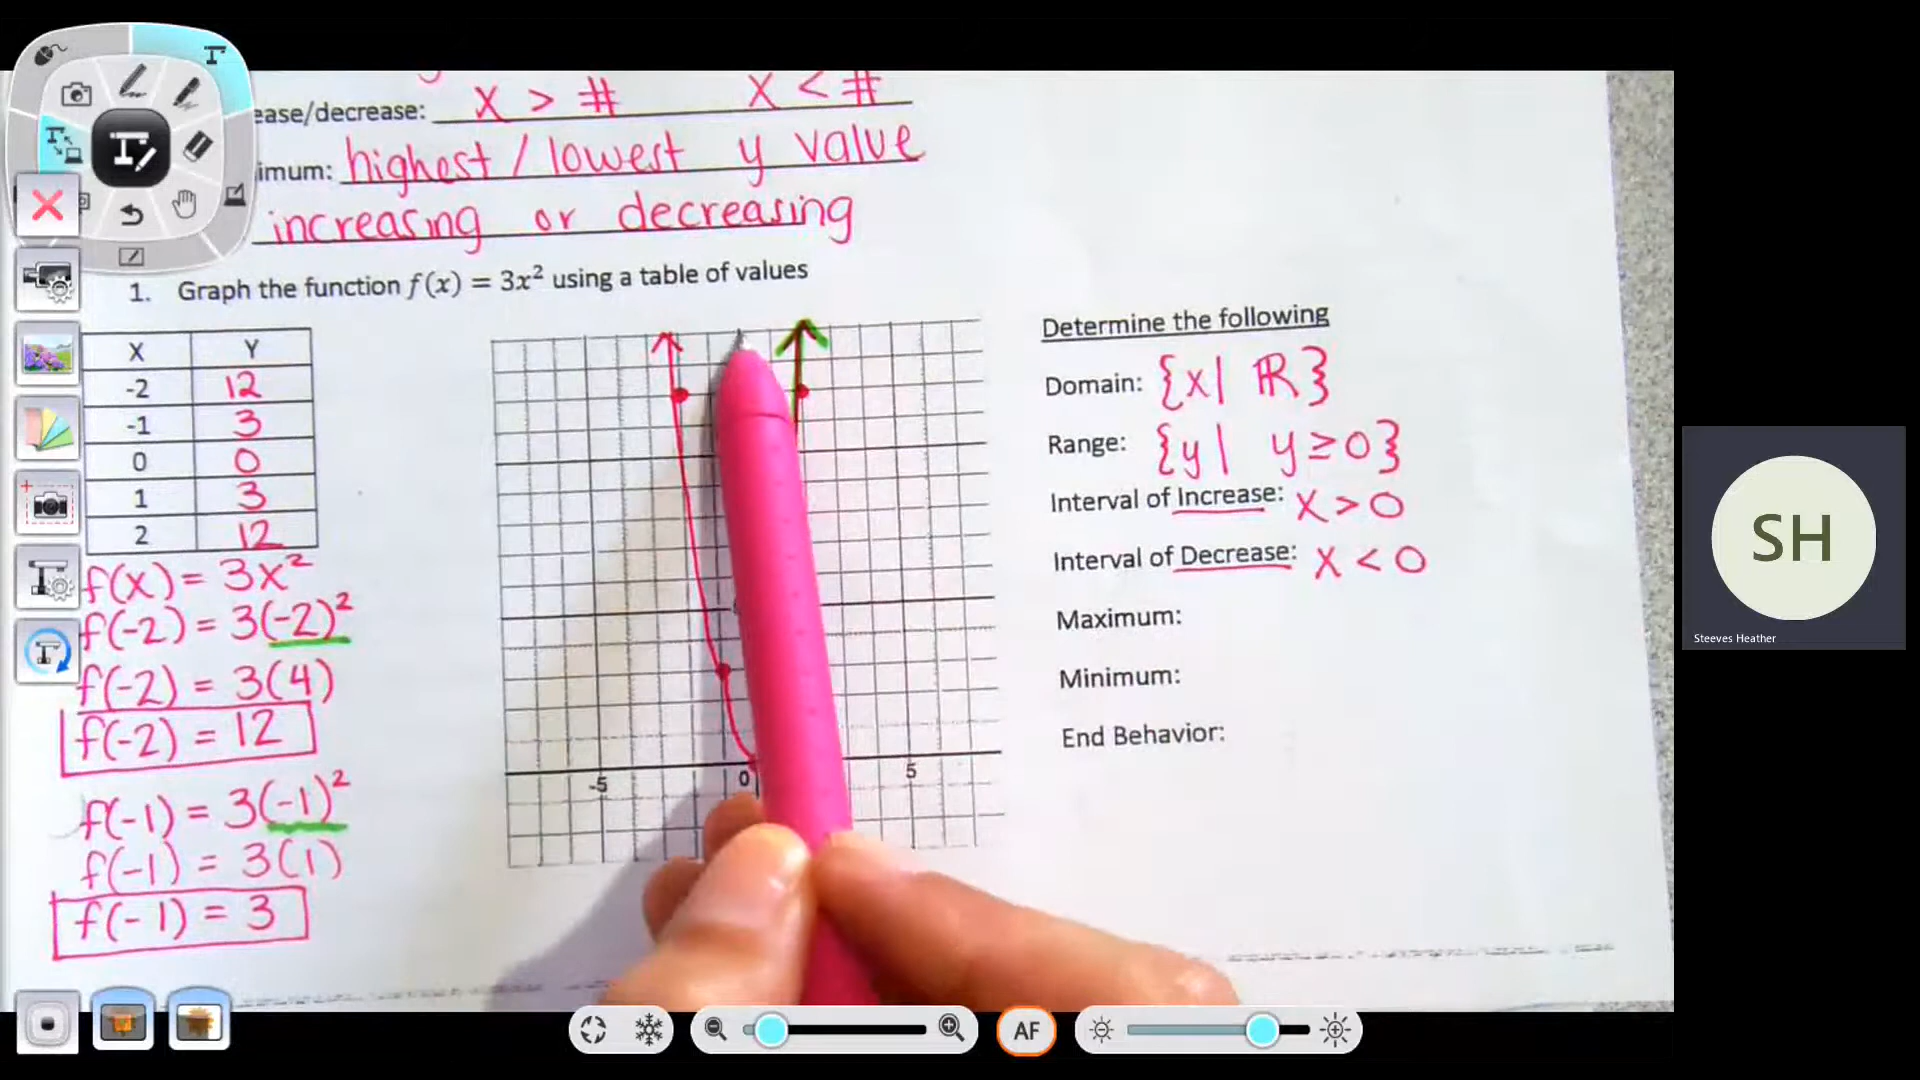 ease/decrease: x > # x < #
imum: highest / lowest y value
increasing or decreasing
1. Graph the function f(x) = 3x² using a table of values
X Y
-2 12
-1 3
0 0
1 3
2 12
f(x) = 3x²
f(-2) = 3(-2)²
f(-2) = 3(4)
f(-2) = 12
f(-1) = 3(-1)²
f(-1) = 3(1)
f(-1) = 3
-5 0 5
Determine the following
Domain: {x| ℝ}
Range: {y| y≥0}
Interval of Increase: x > 0
Interval of Decrease: x < 0
Maximum:
Minimum:
End Behavior:
SH
Steeves Heather
AF